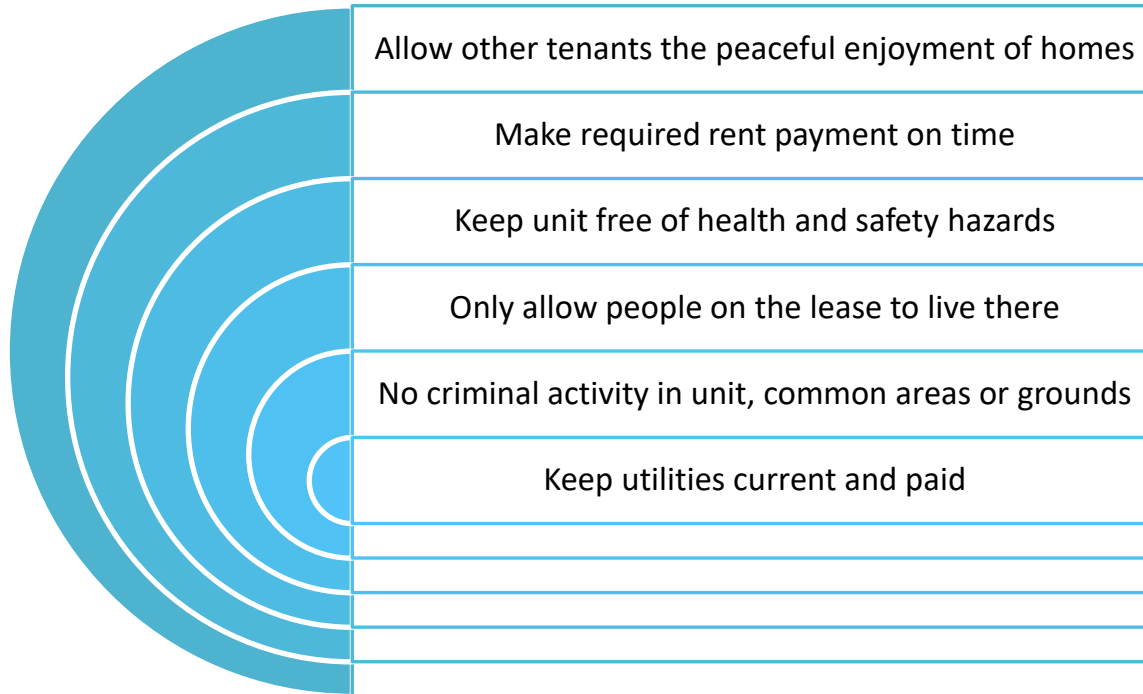 Allow other tenants the peaceful enjoyment of homes
Make required rent payment on time
Keep unit free of health and safety hazards
Only allow people on the lease to live there
No criminal activity in unit, common areas or grounds
Keep utilities current and paid